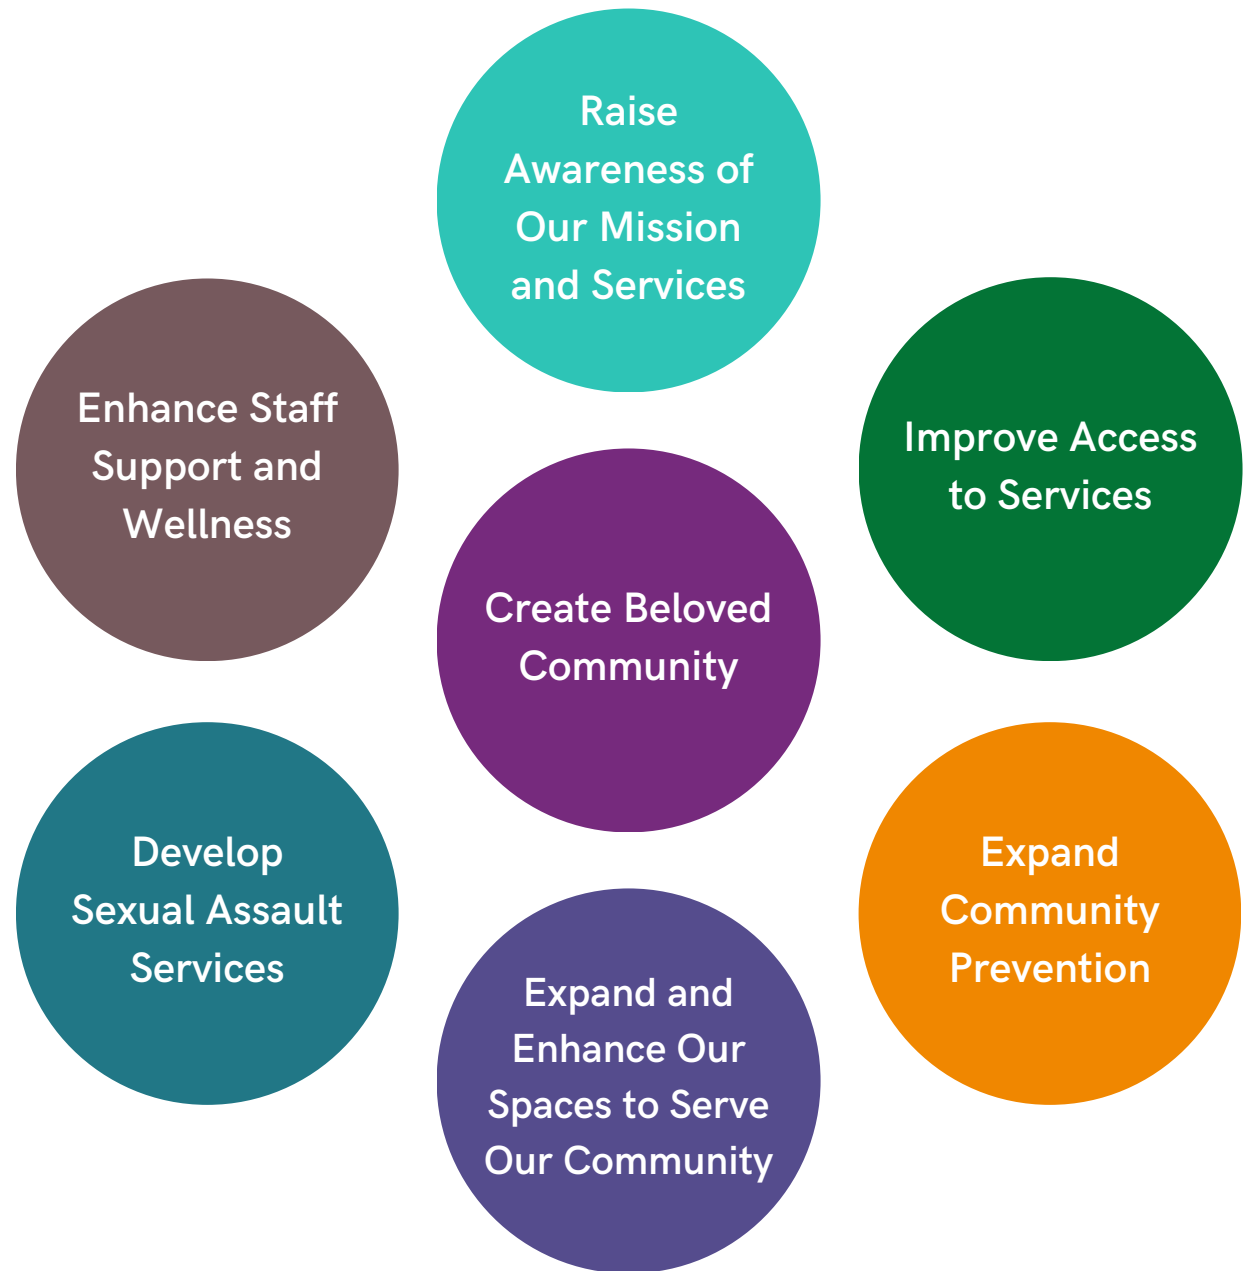 Raise
Awareness of
Our Mission
and Services
Enhance Staff
Support and
Wellness
Improve Access
to Services
Create Beloved
Community
Develop
Sexual Assault
Services
Expand
Community
Prevention
Expand and
Enhance Our
Spaces to Serve
Our Community